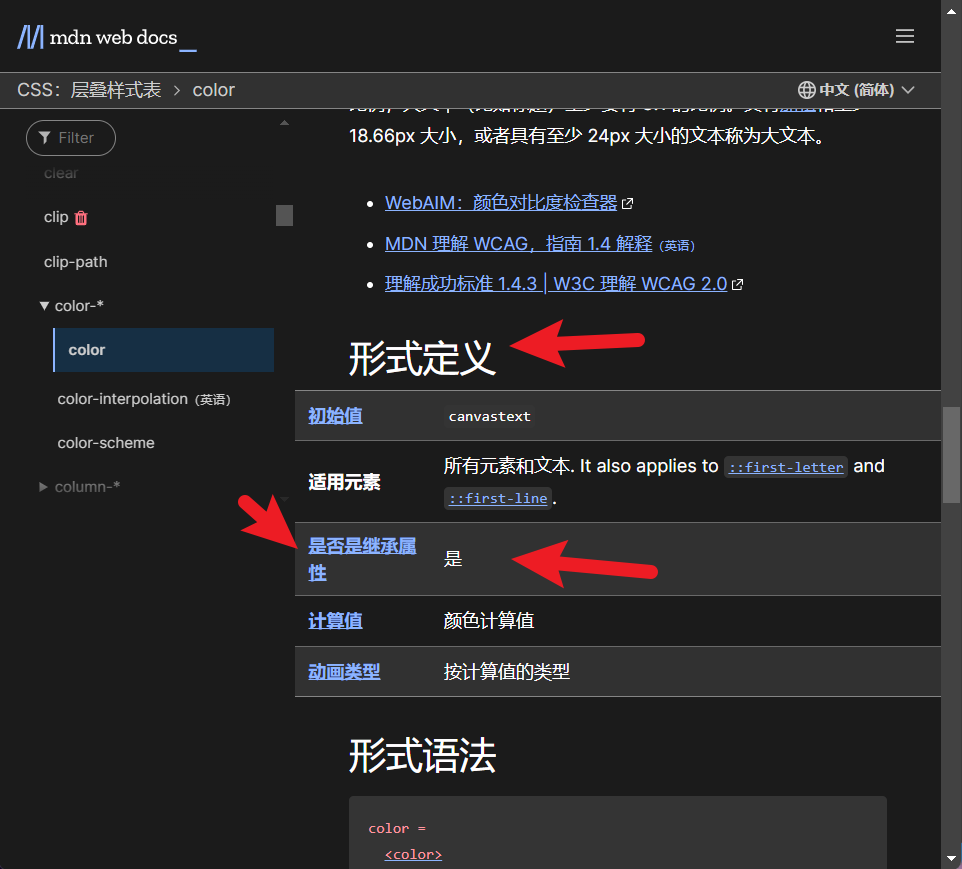 mdn web docs_
CSS：层叠样式表 > color
中文 (简体)
Filter
clear
clip
clip-path
color-*
color
color-interpolation (英语)
color-scheme
column-*
18.66px 大小，或者具有至少 24px 大小的文本称为大文本。
WebAIM：颜色对比度检查器
MDN 理解 WCAG，指南 1.4 解释 (英语)
理解成功标准 1.4.3 | W3C 理解 WCAG 2.0
形式定义
初始值 canvastext
适用元素 所有元素和文本. It also applies to ::first-letter and
::first-line .
是否是继承属
性 是
计算值 颜色计算值
动画类型 按计算值的类型
形式语法
color =
<color>